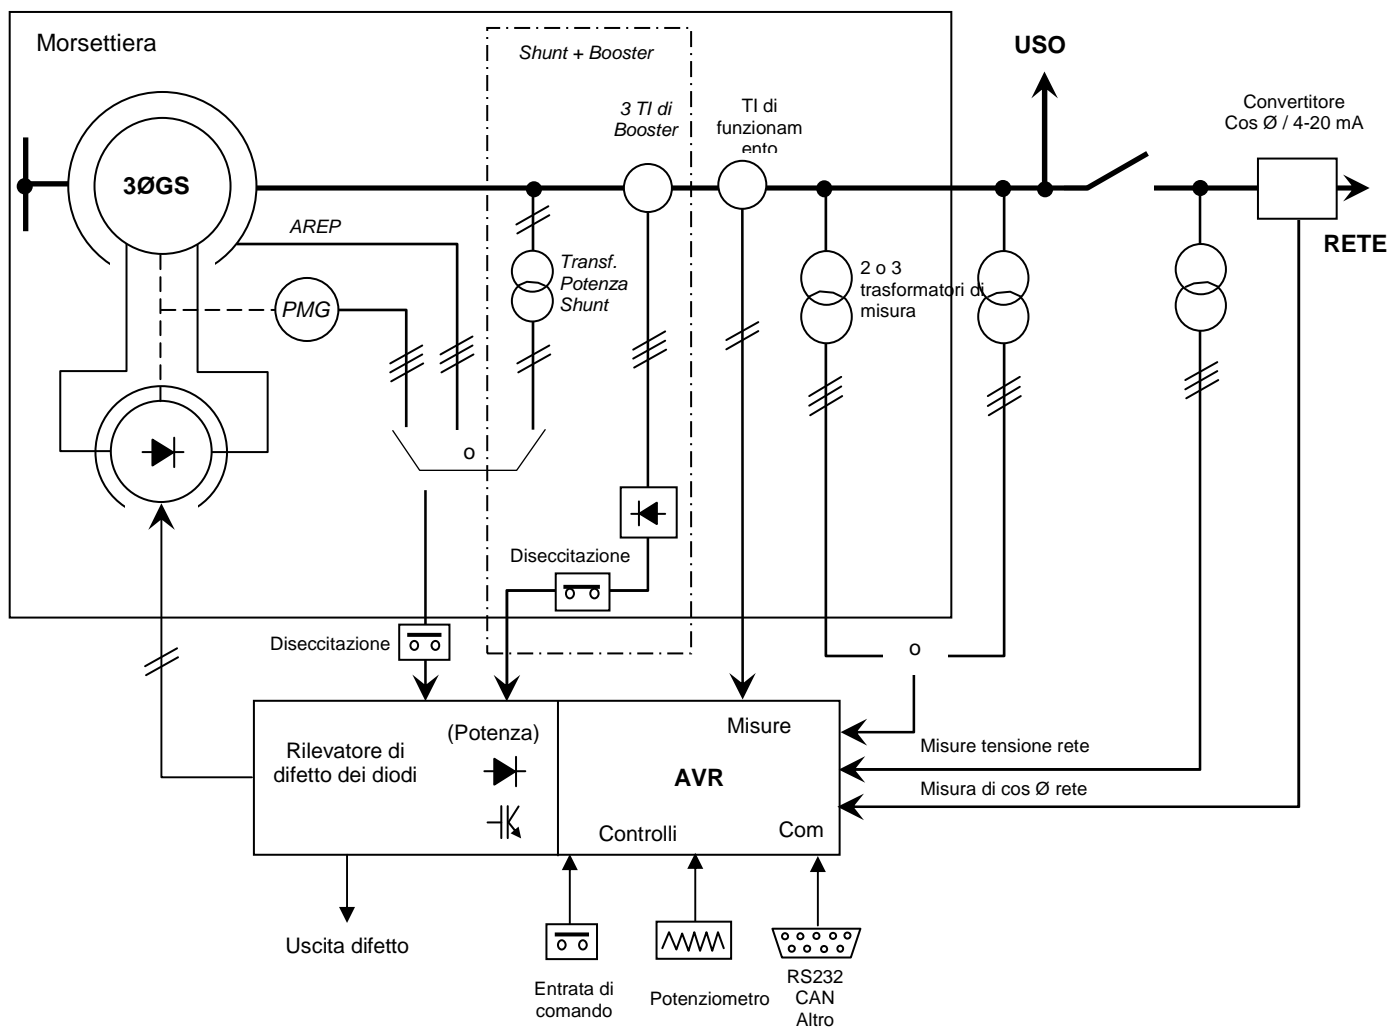 Morsettiera
Shunt + Booster
USO
3 TI di
Booster
TI di
funzionam
ento
Convertitore
Cos Ø / 4-20 mA
3ØGS
AREP
RETE
PMG
Transf.
Potenza
Shunt
2 o 3
trasformatori di
misura
o
Diseccitazione
Diseccitazione
o
(Potenza)
Misure
Rilevatore di
difetto dei diodi
AVR
Misure tensione rete
Misura di cos Ø rete
Controlli
Com
Uscita difetto
Entrata di
comando
Potenziometro
RS232
CAN
Altro